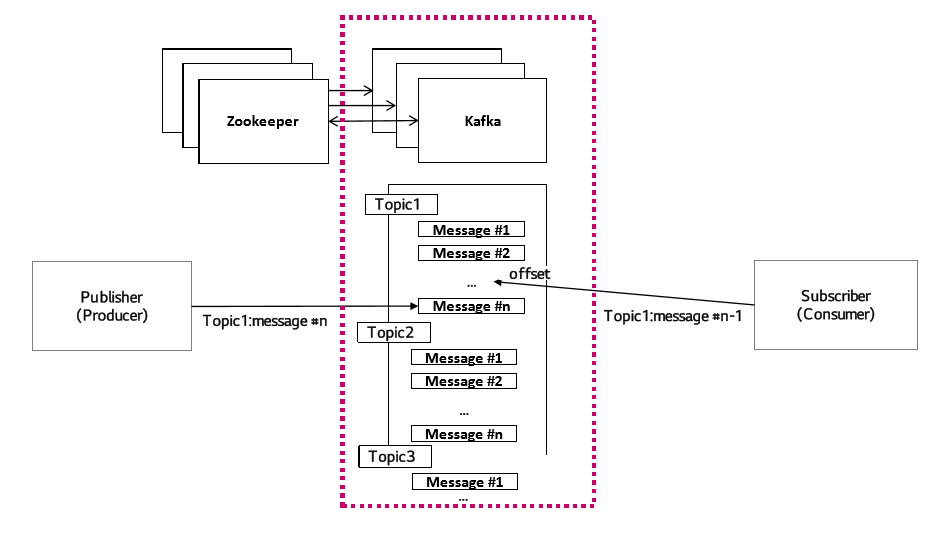 Zookeeper
Kafka
Topic1
Message #1
Message #2
offset
...
Message #n
Publisher
(Producer)
Topic1:message #n
Subscriber
(Consumer)
Topic1:message #n-1
Topic2
Message #1
Message #2
...
Message #n
Topic3
Message #1
...